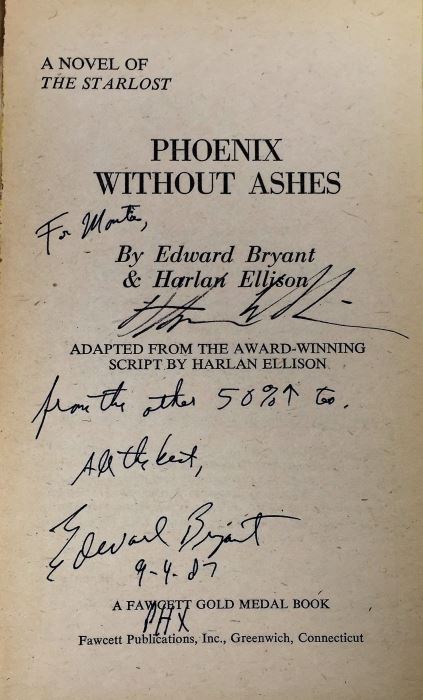 A NOVEL OF
THE STARLOST
PHOENIX
WITHOUT ASHES
For Monte,
By Edward Bryant
& Harlan Ellison
ADAPTED FROM THE AWARD-WINNING
SCRIPT BY HARLAN ELLISON
from the other 50%↑ too.
All the best,
Edward Bryant
9-4-87
A FAWCETT GOLD MEDAL BOOK
PHX
Fawcett Publications, Inc., Greenwich, Connecticut